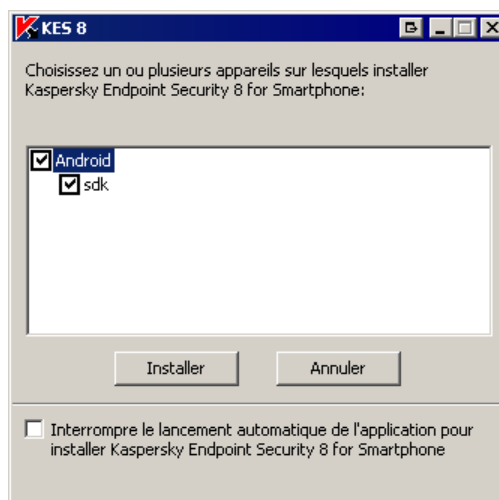 KES 8
Choisissez un ou plusieurs appareils sur lesquels installer
Kaspersky Endpoint Security 8 for Smartphone:
Android
sdk
Installer Annuler
Interrompre le lancement automatique de l'application pour
installer Kaspersky Endpoint Security 8 for Smartphone